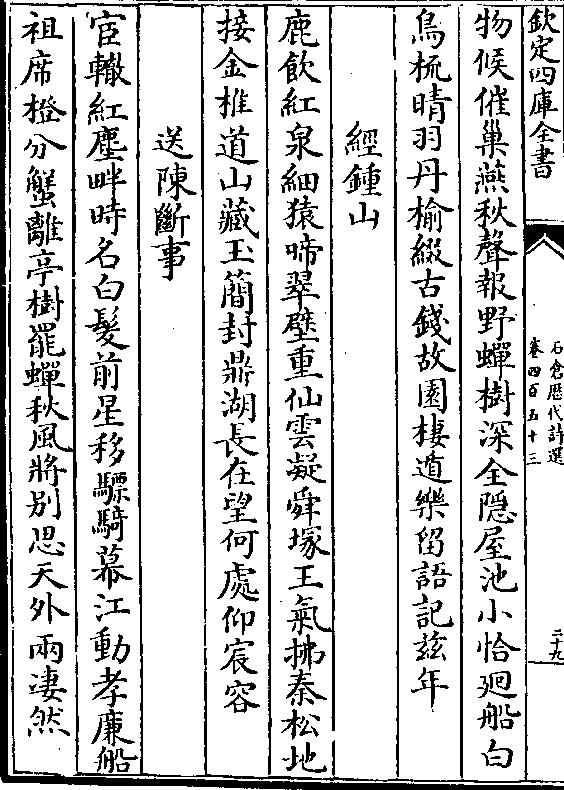 欽定四庫全書
石倉歴代詩選
卷四百五十三
三十九
物候催巢燕秋聲報野蟬樹深全隠屋池小恰廻船白
鳥梳晴羽丹榆綴古錢故園棲遁樂留語記兹年
經鍾山
鹿飲紅泉細猿啼翠壁重仙雲凝舜塚王氣拂秦松地
接金椎道山藏玉簡封鼎湖長在望何處仰宸容
送陳斷事
宦轍紅塵畔時名白髮前星移驃騎幕江動孝廉船
祖席橙分蟹離亭樹罷蟬秋風將别思天外兩凄然